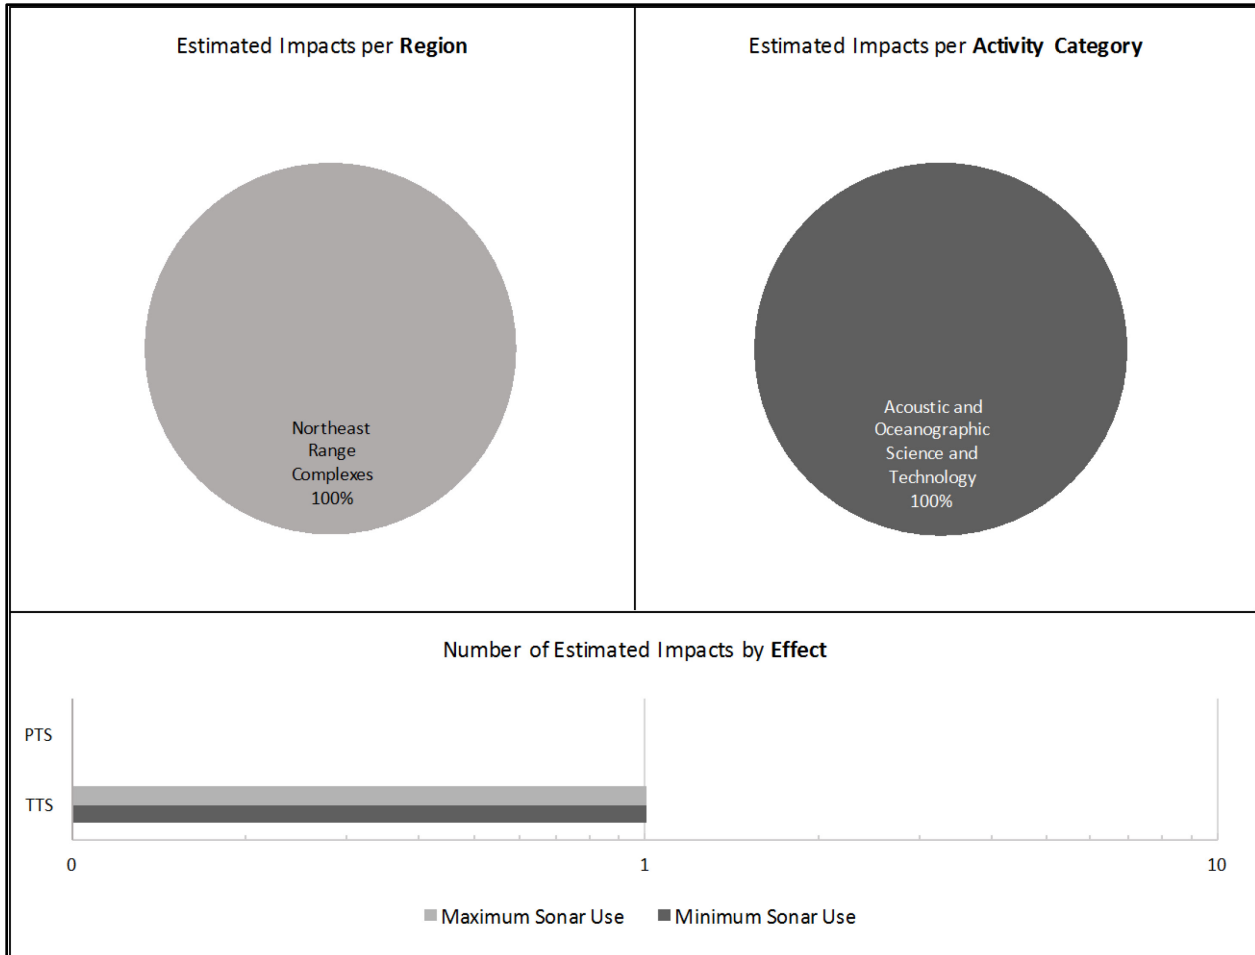 Estimated Impacts per Region
Estimated Impacts per Activity Category
Northeast
Range
Complexes
100%
Acoustic and
Oceanographic
Science and
Technology
100%
Number of Estimated Impacts by Effect
PTS
TTS
0
1
10
Maximum Sonar Use
Minimum Sonar Use